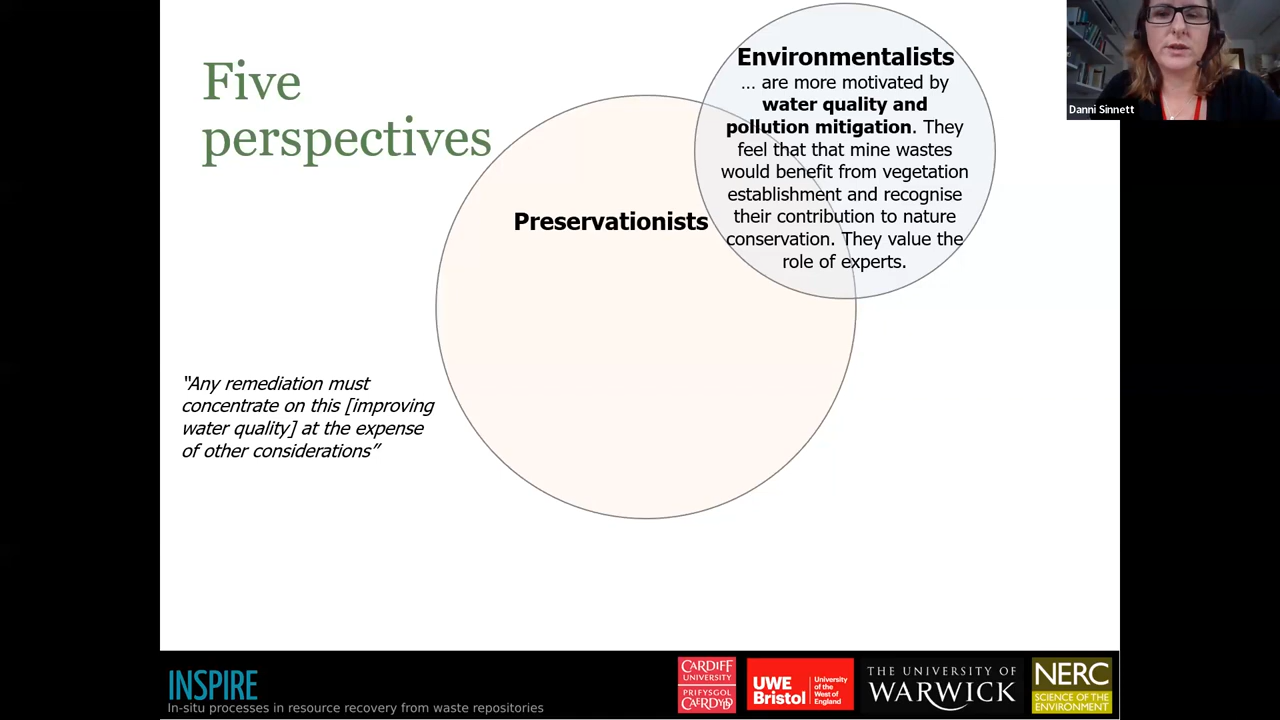 Five
perspectives
Environmentalists
... are more motivated by
water quality and
pollution mitigation. They
feel that that mine wastes
would benefit from vegetation
establishment and recognise
their contribution to nature
conservation. They value the
role of experts.
Preservationists
"Any remediation must
concentrate on this [improving
water quality] at the expense
of other considerations”
Danni Sinnett
INSPIRE
In-situ processes in resource recovery from waste repositories
CARDIFF
UNIVERSITY
PRIFYSGOL
CAERDYDD
UWE
Bristol
University
of the
West of
England
THE UNIVERSITY OF
WARWICK
NERC
SCIENCE OF THE
ENVIRONMENT